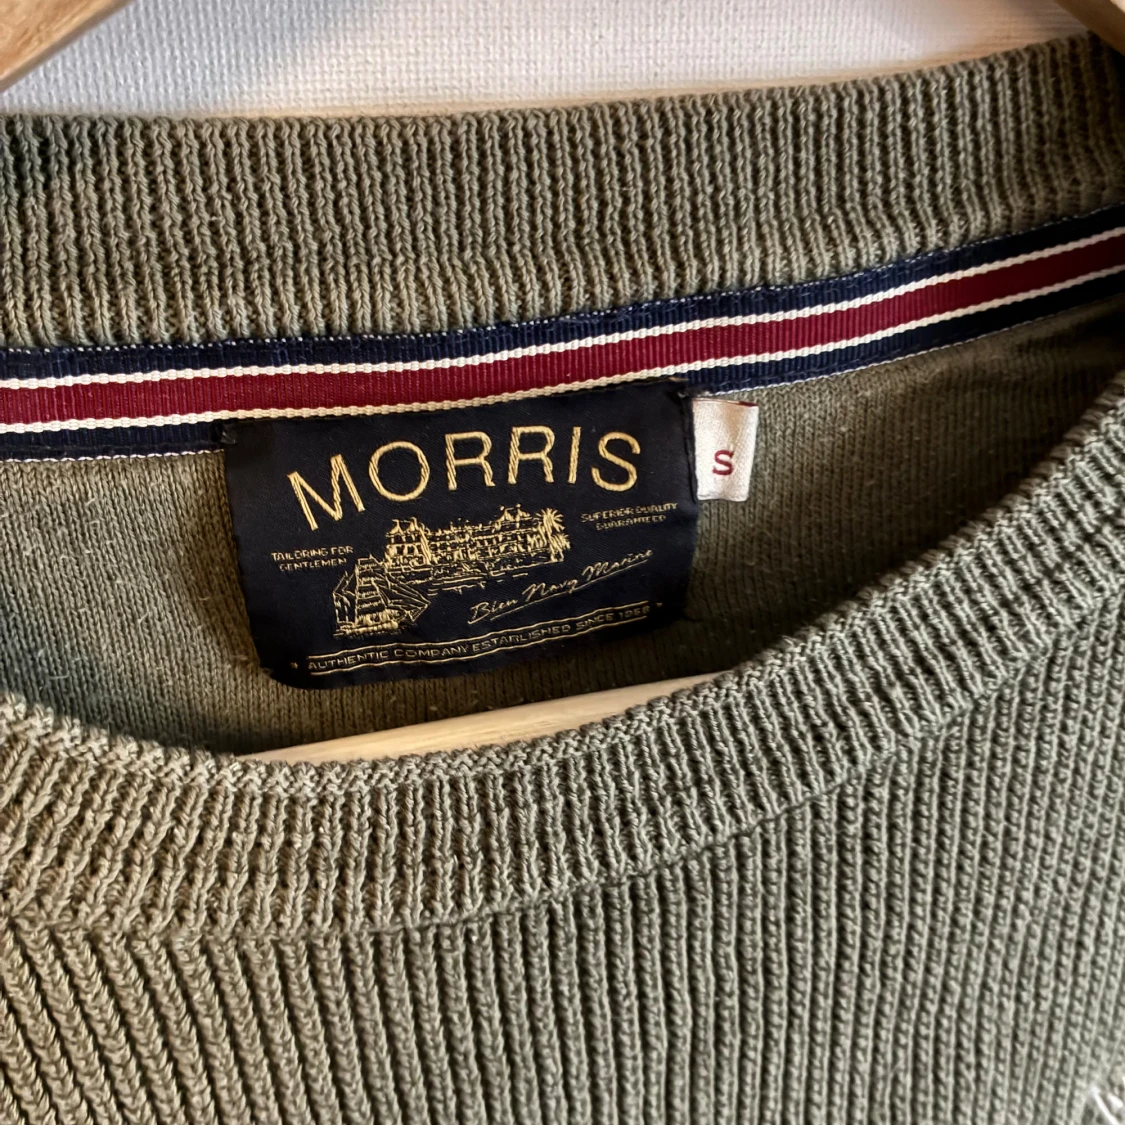 MORRIS
S
SUPERIOR QUALITY
GUARANTEED
TAILORING FOR
GENTLEMEN
Bleu Navy Marine
AUTHENTIC COMPANY ESTABLISHED SINCE 1958